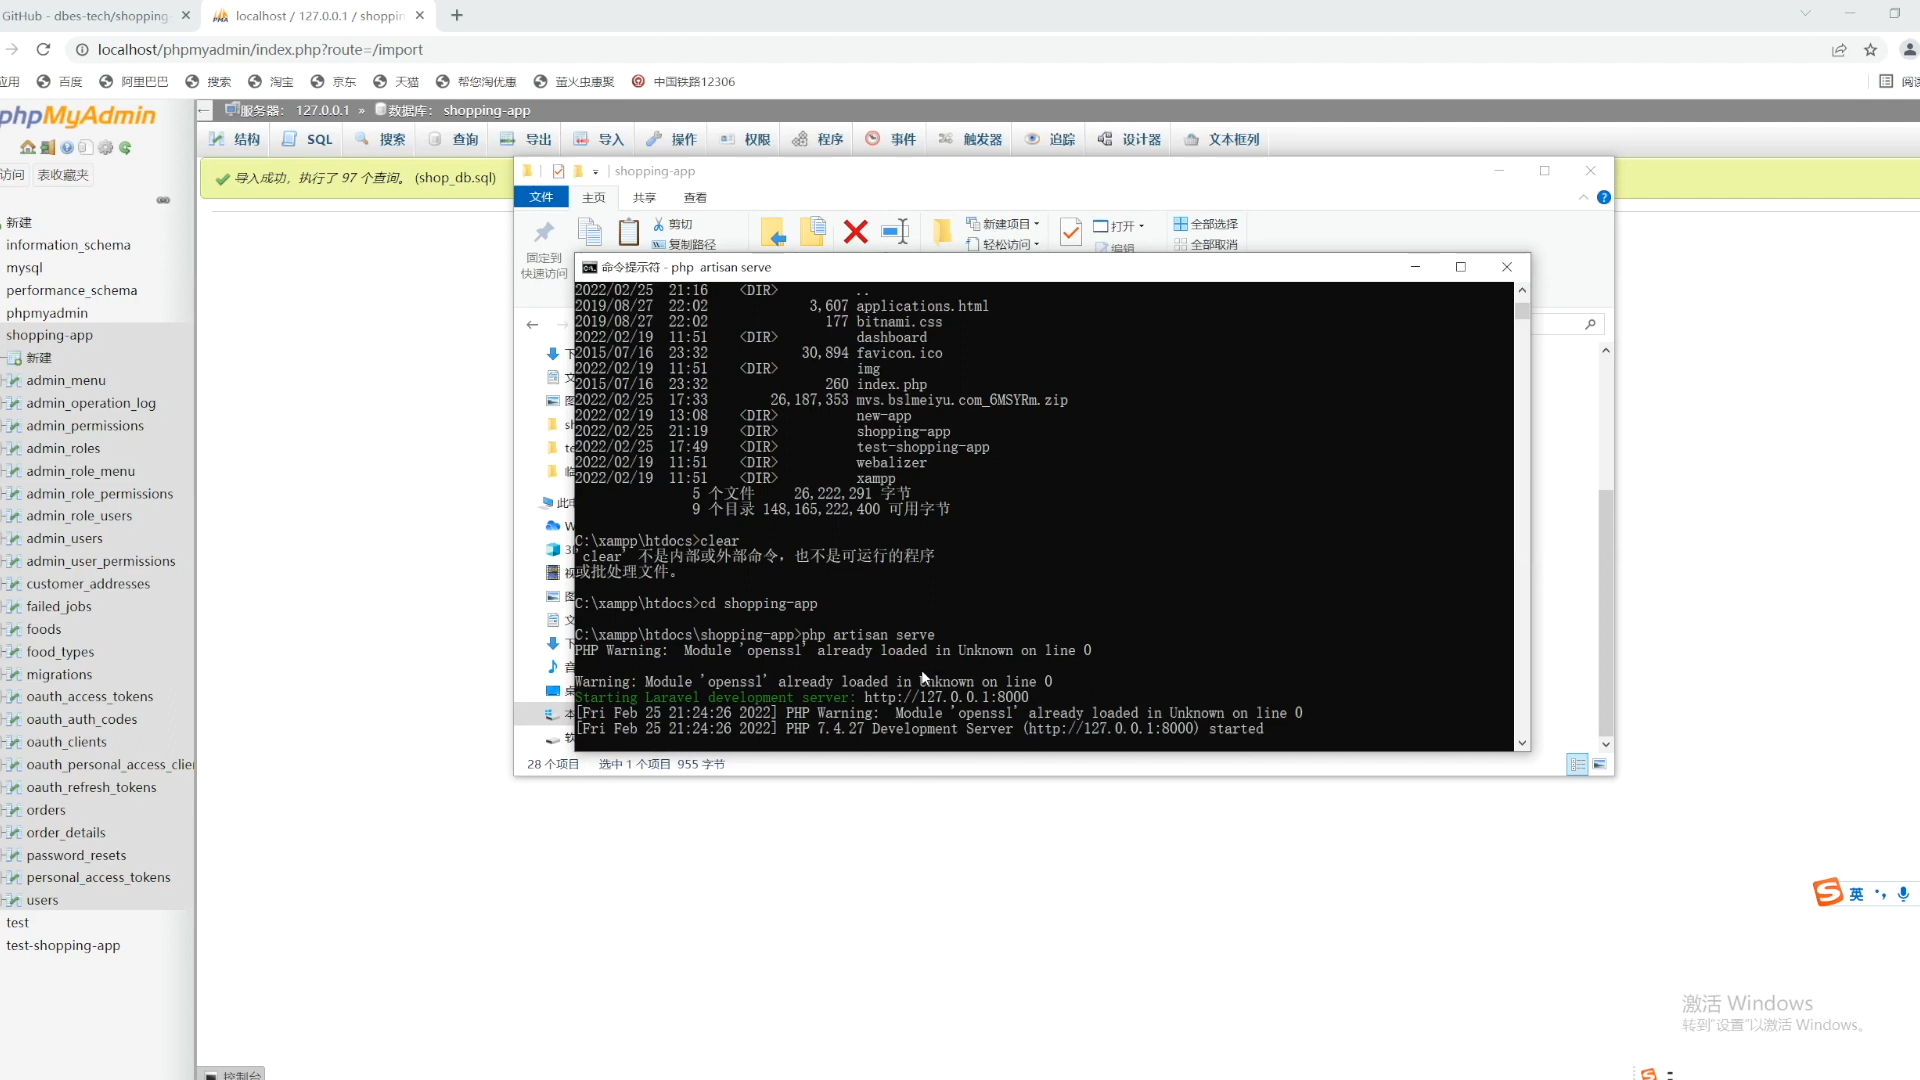 GitHub - dbes-tech/shopping
localhost / 127.0.0.1 / shoppin
localhost/phpmyadmin/index.php?route=/import
应用 百度 阿里巴巴 搜索 淘宝 京东 天猫 帮您淘优惠 萤火虫惠聚 中国铁路12306
phpMyAdmin
服务器: 127.0.0.1 » 数据库: shopping-app
结构 SQL 搜索 查询 导出 导入 操作 权限 程序 事件 触发器 追踪 设计器 文本框列
访问 表收藏夹
导入成功，执行了 97 个查询。 (shop_db.sql)
新建
information_schema
mysql
performance_schema
phpmyadmin
shopping-app
新建
admin_menu
admin_operation_log
admin_permissions
admin_roles
admin_role_menu
admin_role_permissions
admin_role_users
admin_users
admin_user_permissions
customer_addresses
failed_jobs
foods
food_types
migrations
oauth_access_tokens
oauth_auth_codes
oauth_clients
oauth_personal_access_clie
oauth_refresh_tokens
orders
order_details
password_resets
personal_access_tokens
users
test
test-shopping-app
shopping-app
文件 主页 共享 查看
固定到
快速访问
剪切
复制路径
新建项目
轻松访问
打开
编辑
全部选择
全部取消
命令提示符 - php artisan serve
2022/02/25 21:16 <DIR> ..
2019/08/27 22:02 3,607 applications.html
2019/08/27 22:02 177 bitnami.css
2022/02/19 11:51 <DIR> dashboard
2015/07/16 23:32 30,894 favicon.ico
2022/02/19 11:51 <DIR> img
2015/07/16 23:32 260 index.php
2022/02/25 17:33 26,187,353 mvs.bslmeiyu.com_6MSYRm.zip
2022/02/19 13:08 <DIR> new-app
2022/02/25 21:19 <DIR> shopping-app
2022/02/25 17:49 <DIR> test-shopping-app
2022/02/19 11:51 <DIR> webalizer
2022/02/19 11:51 <DIR> xampp
5 个文件 26,222,291 字节
9 个目录 148,165,222,400 可用字节
C:\xampp\htdocs>clear
'clear' 不是内部或外部命令，也不是可运行的程序
或批处理文件。
C:\xampp\htdocs>cd shopping-app
C:\xampp\htdocs\shopping-app>php artisan serve
PHP Warning: Module 'openssl' already loaded in Unknown on line 0
Warning: Module 'openssl' already loaded in Unknown on line 0
Starting Laravel development server: http://127.0.0.1:8000
[Fri Feb 25 21:24:26 2022] PHP Warning: Module 'openssl' already loaded in Unknown on line 0
[Fri Feb 25 21:24:26 2022] PHP 7.4.27 Development Server (http://127.0.0.1:8000) started
28 个项目 选中 1 个项目 955 字节
英
激活 Windows
转到"设置"以激活 Windows。
控制台